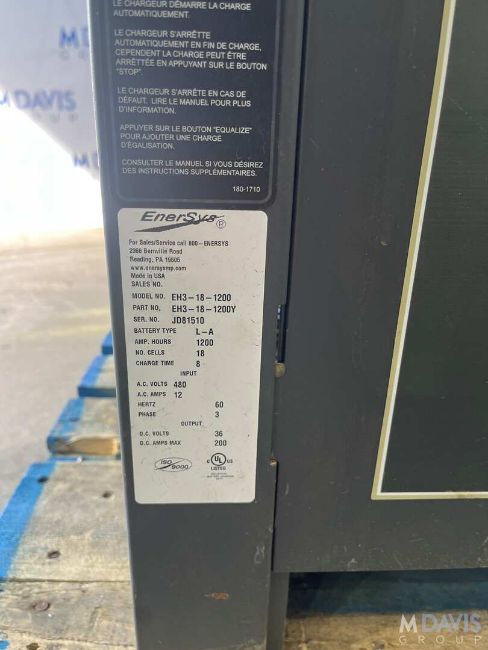 LE CHARGEUR DÉMARRE LA CHARGE
AUTOMATIQUEMENT.
LE CHARGEUR S'ARRÊTTE
AUTOMATIQUEMENT EN FIN DE CHARGE,
CEPENDENT LA CHARGE PEUT ÊTRE
ARRÊTTÉE EN APPUYANT SUR LE BOUTON
"STOP".
LE CHARGEUR S'ARRÊTE EN CAS DE
DÉFAUT. LIRE LE MANUEL POUR PLUS
D'INFORMATION.
APPUYER SUR LE BOUTON "EQUALIZE"
POUR AJOUTER UNE CHARGE
D'ÉGALISATION.
CONSULTER LE MANUEL SI VOUS DÉSIREZ
DES INSTRUCTIONS SUPPLÉMENTAIRES.
180-1710
EnerSys ®
For Sales/Service call 800-ENERSYS
2366 Bernville Road
Reading, PA 19605
www.enersysmp.com
Made in USA
SALES NO.
MODEL NO. EH3-18-1200
PART NO. EH3-18-1200Y
SER. NO. JD81510
BATTERY TYPE L-A
AMP. HOURS 1200
NO. CELLS 18
CHARGE TIME 8
INPUT
A.C. VOLTS 480
A.C. AMPS 12
HERTZ 60
PHASE 3
OUTPUT
D.C. VOLTS 36
D.C. AMPS MAX 200
ISO 9000
C UL US
LISTED
M DAVIS
GROUP
M DAVIS
GROUP